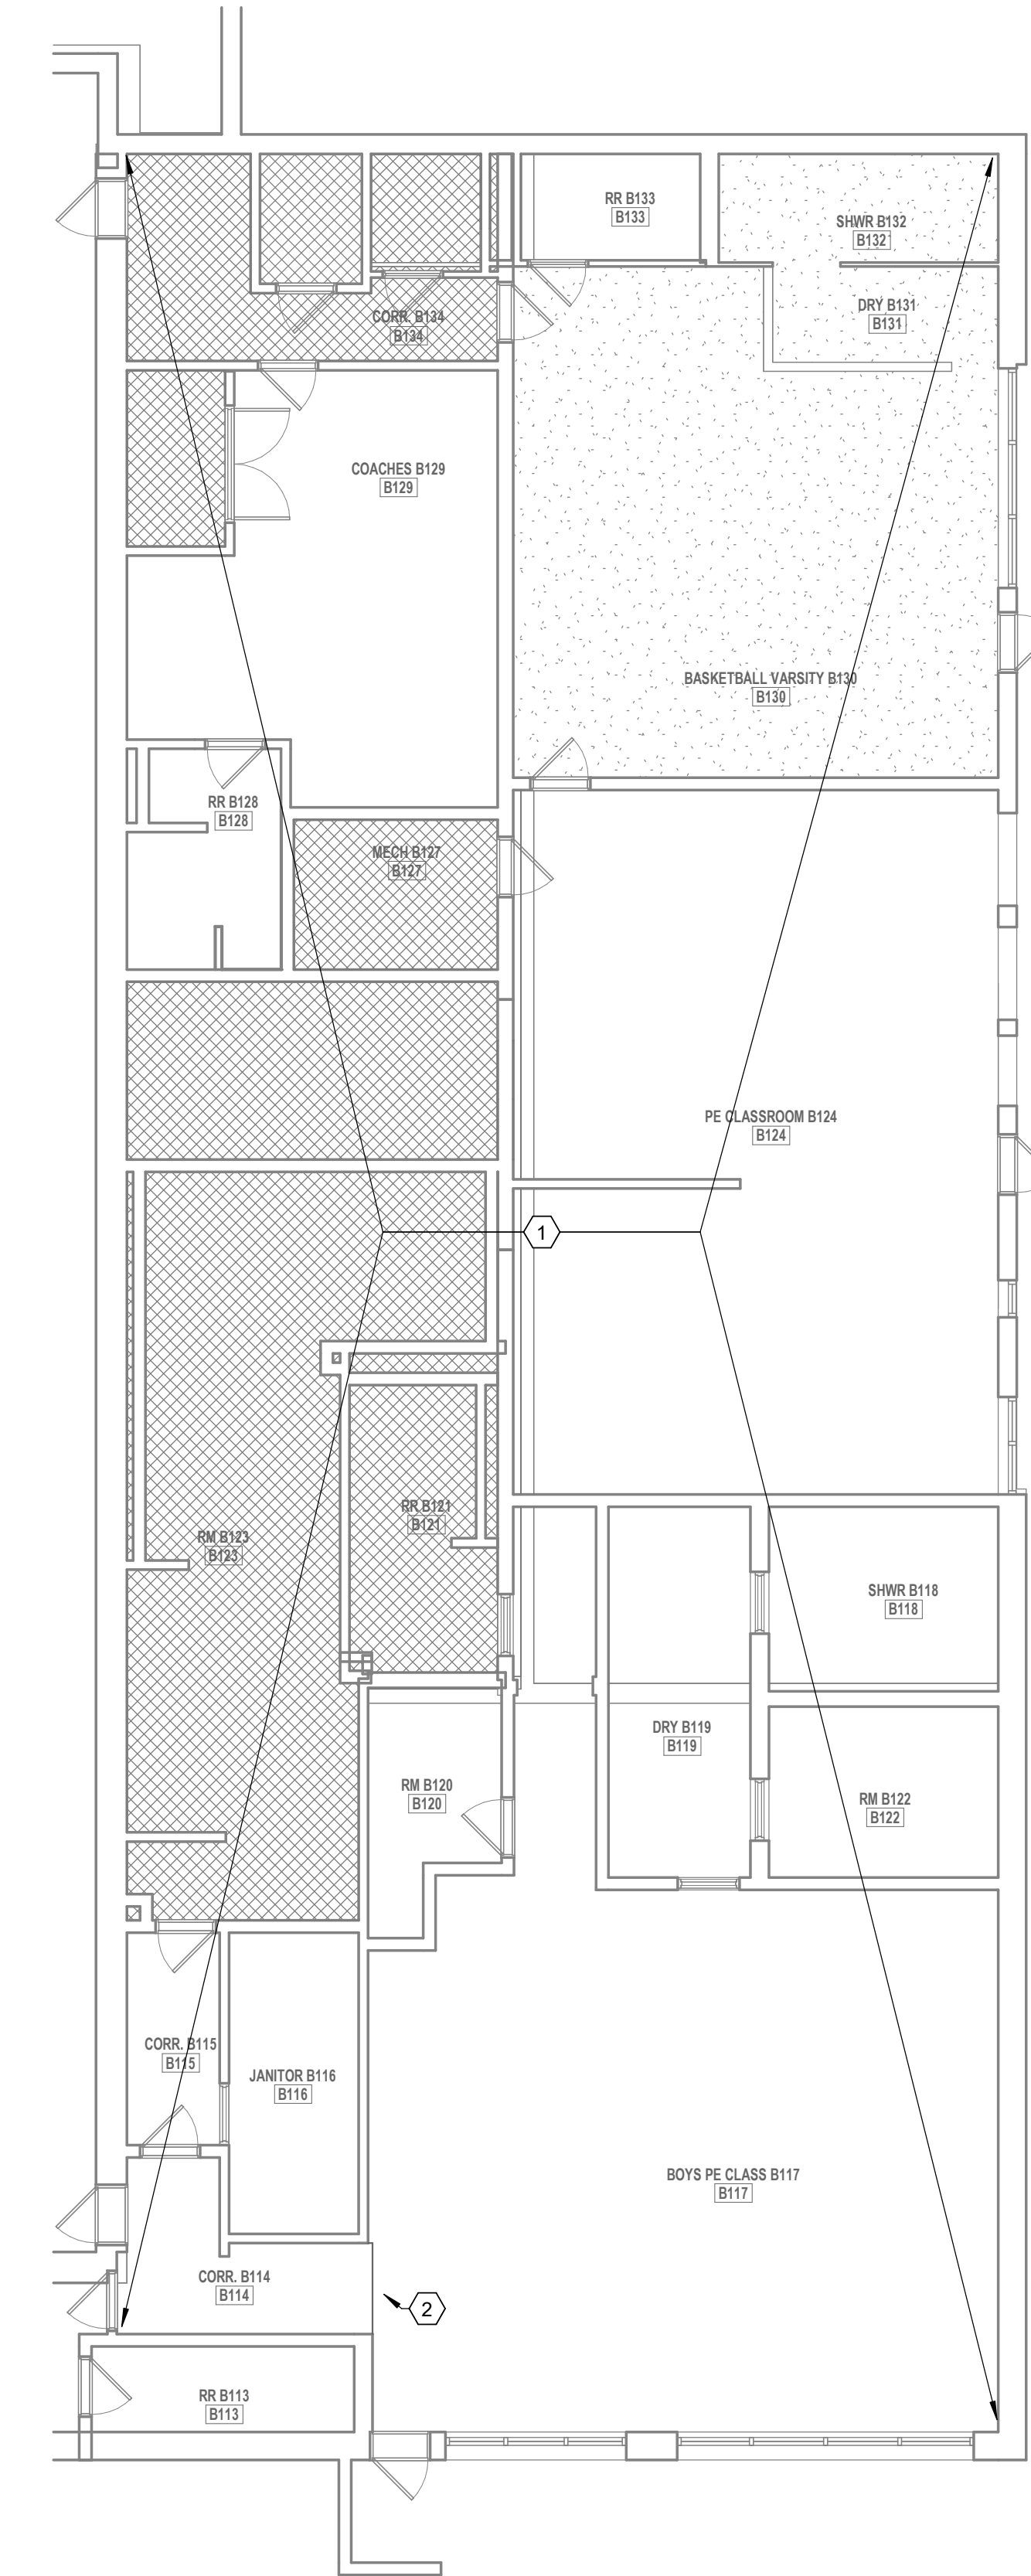 RR B133
B133
SHWR B132
B132
DRY B131
B131
CORR. B134
B134
COACHES B129
B129
BASKETBALL VARSITY B130
B130
RR B128
B128
MECH B127
B127
PE CLASSROOM B124
B124
1
RR B121
B121
RM B123
B123
SHWR B118
B118
DRY B119
B119
RM B120
B120
RM B122
B122
CORR. B115
B115
JANITOR B116
B116
BOYS PE CLASS B117
B117
CORR. B114
B114
2
RR B113
B113